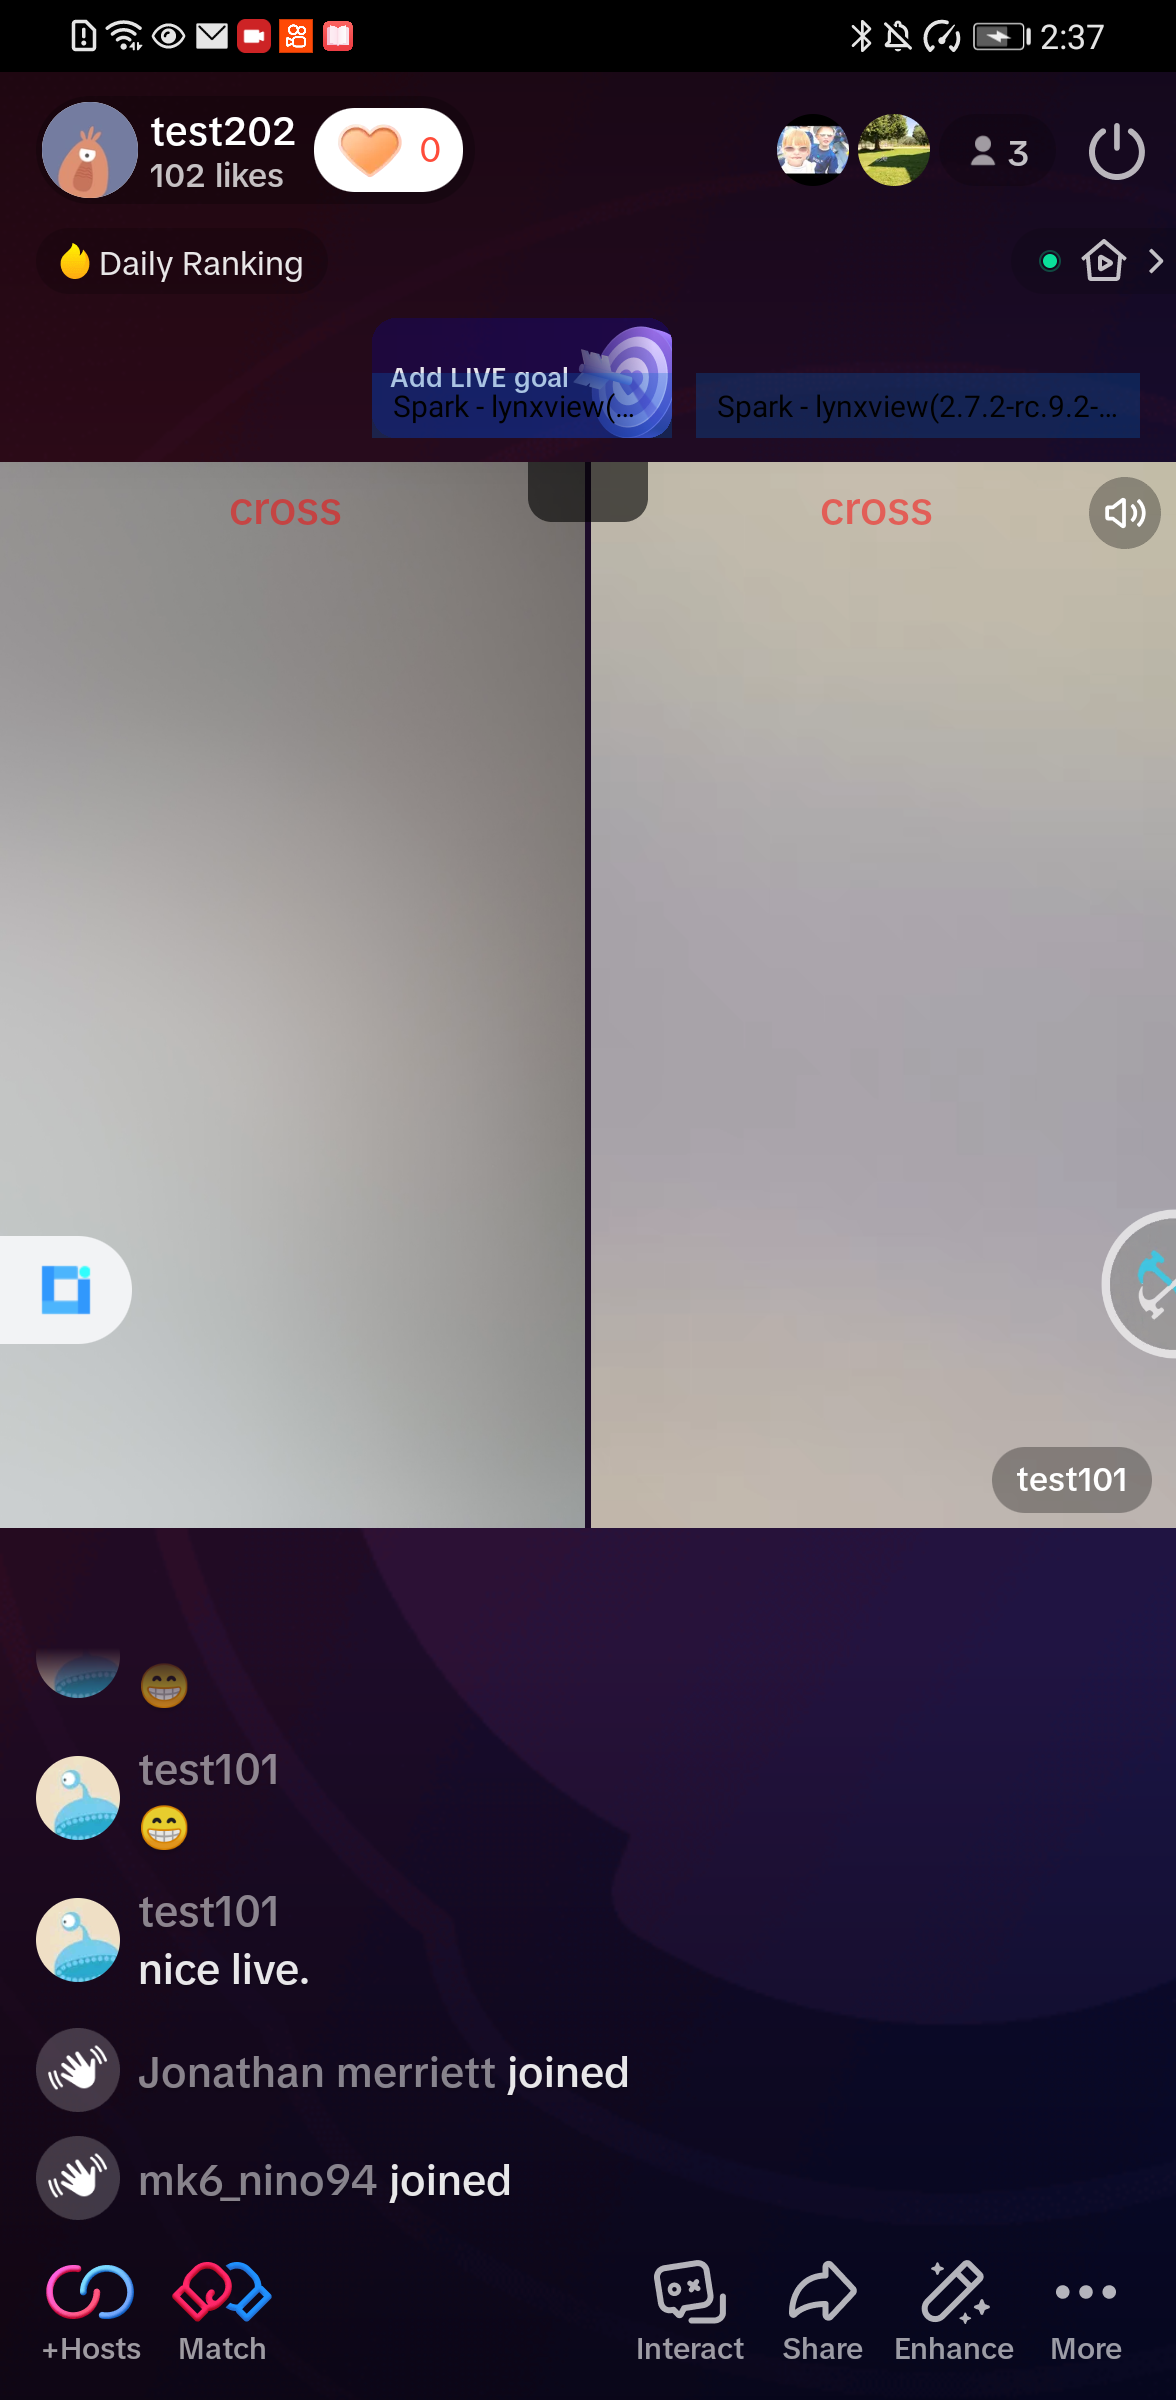 2:37
test202
102 likes
0
3
Daily Ranking
Add LIVE goal
Spark - lynxview(...
Spark - lynxview(2.7.2-rc.9.2-...
cross
cross
test101
😁
test101
😁
test101
nice live.
Jonathan merriett joined
mk6_nino94 joined
+Hosts
Match
Interact
Share
Enhance
More